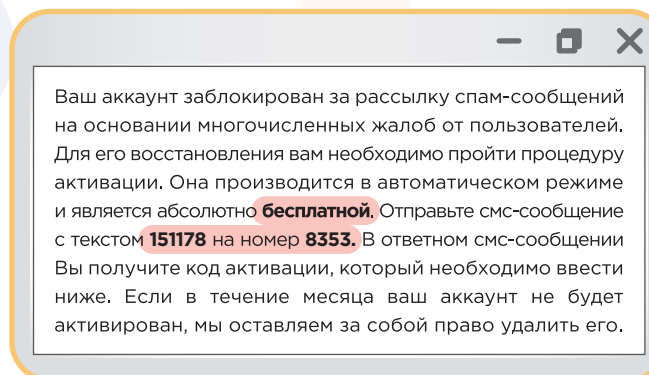 Ваш аккаунт заблокирован за рассылку спам-сообщений
на основании многочисленных жалоб от пользователей.
Для его восстановления вам необходимо пройти процедуру
активации. Она производится в автоматическом режиме
и является абсолютно бесплатной. Отправьте смс-сообщение
с текстом 151178 на номер 8353. В ответном смс-сообщении
Вы получите код активации, который необходимо ввести
ниже. Если в течение месяца ваш аккаунт не будет
активирован, мы оставляем за собой право удалить его.